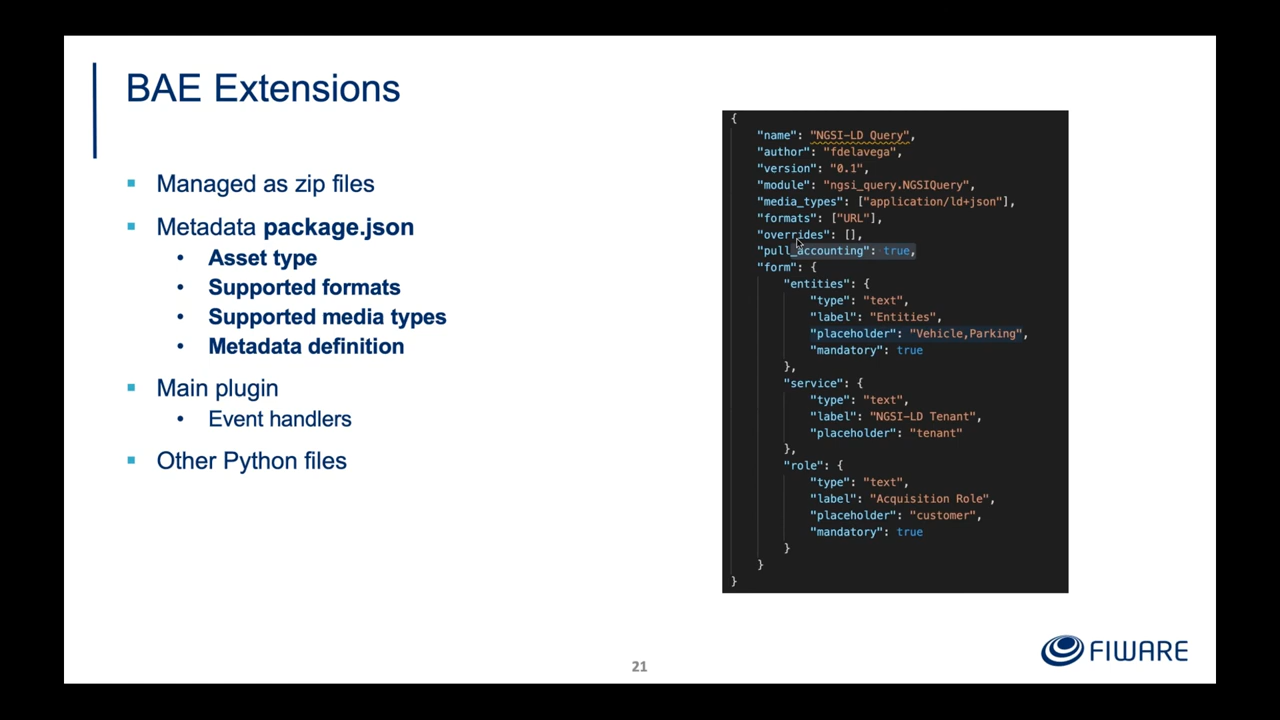 BAE Extensions
Managed as zip files
Metadata package.json
Asset type
Supported formats
Supported media types
Metadata definition
Main plugin
Event handlers
Other Python files
{
"name": "NGSI-LD Query",
"author": "fdelavega",
"version": "0.1",
"module": "ngsi_query.NGSIQuery",
"media_types": ["application/ld+json"],
"formats": ["URL"],
"overrides": [],
"pull_accounting": true,
"form": {
"entities": {
"type": "text",
"label": "Entities",
"placeholder": "Vehicle,Parking",
"mandatory": true
},
"service": {
"type": "text",
"label": "NGSI-LD Tenant",
"placeholder": "tenant"
},
"role": {
"type": "text",
"label": "Acquisition Role",
"placeholder": "customer",
"mandatory": true
}
}
}
21
FIWARE